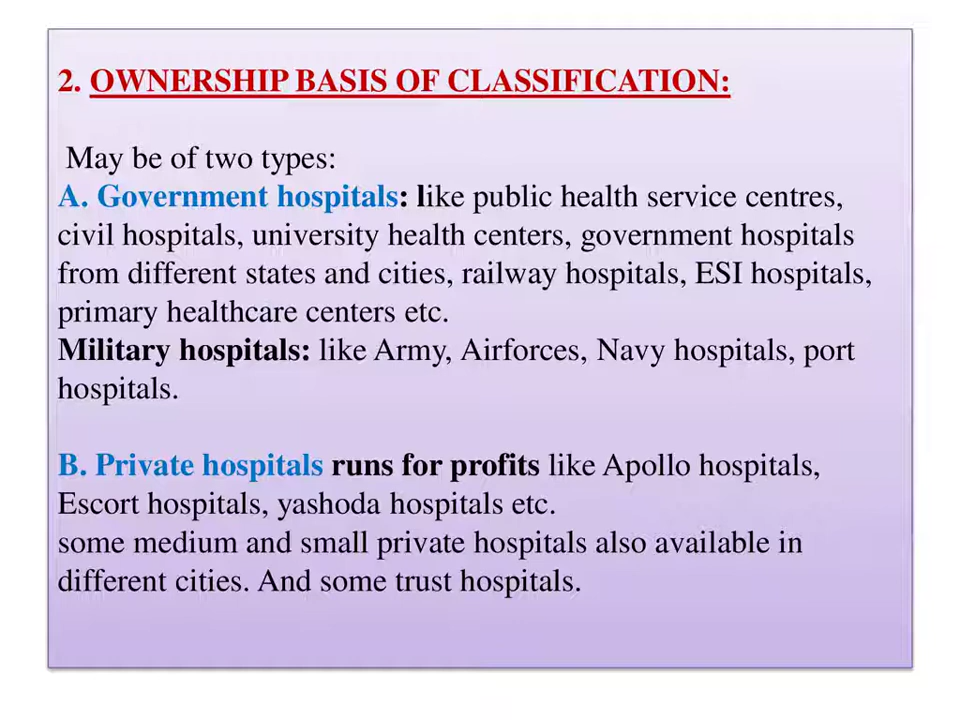 2. OWNERSHIP BASIS OF CLASSIFICATION:
May be of two types:
A. Government hospitals: like public health service centres,
civil hospitals, university health centers, government hospitals
from different states and cities, railway hospitals, ESI hospitals,
primary healthcare centers etc.
Military hospitals: like Army, Airforces, Navy hospitals, port
hospitals.
B. Private hospitals runs for profits like Apollo hospitals,
Escort hospitals, yashoda hospitals etc.
some medium and small private hospitals also available in
different cities. And some trust hospitals.